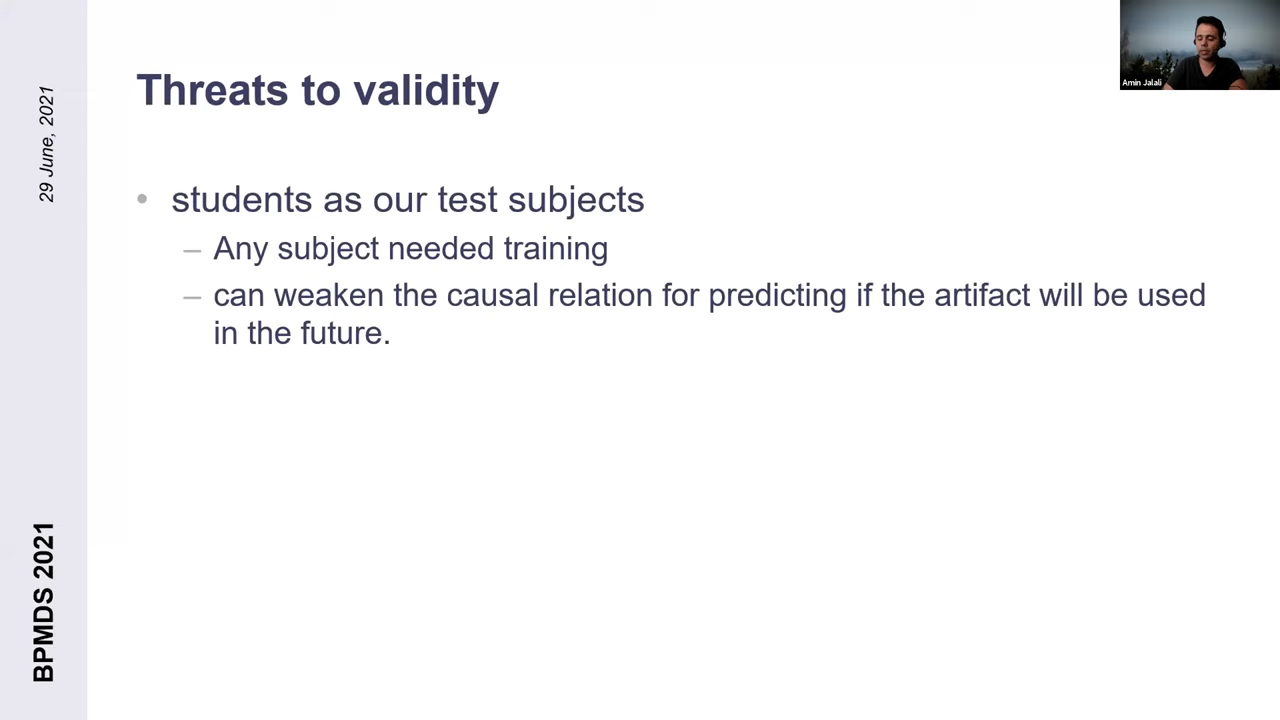 Threats to validity
• students as our test subjects
– Any subject needed training
– can weaken the causal relation for predicting if the artifact will be used
in the future.
29 June, 2021
BPMDS 2021
Amin Jalali